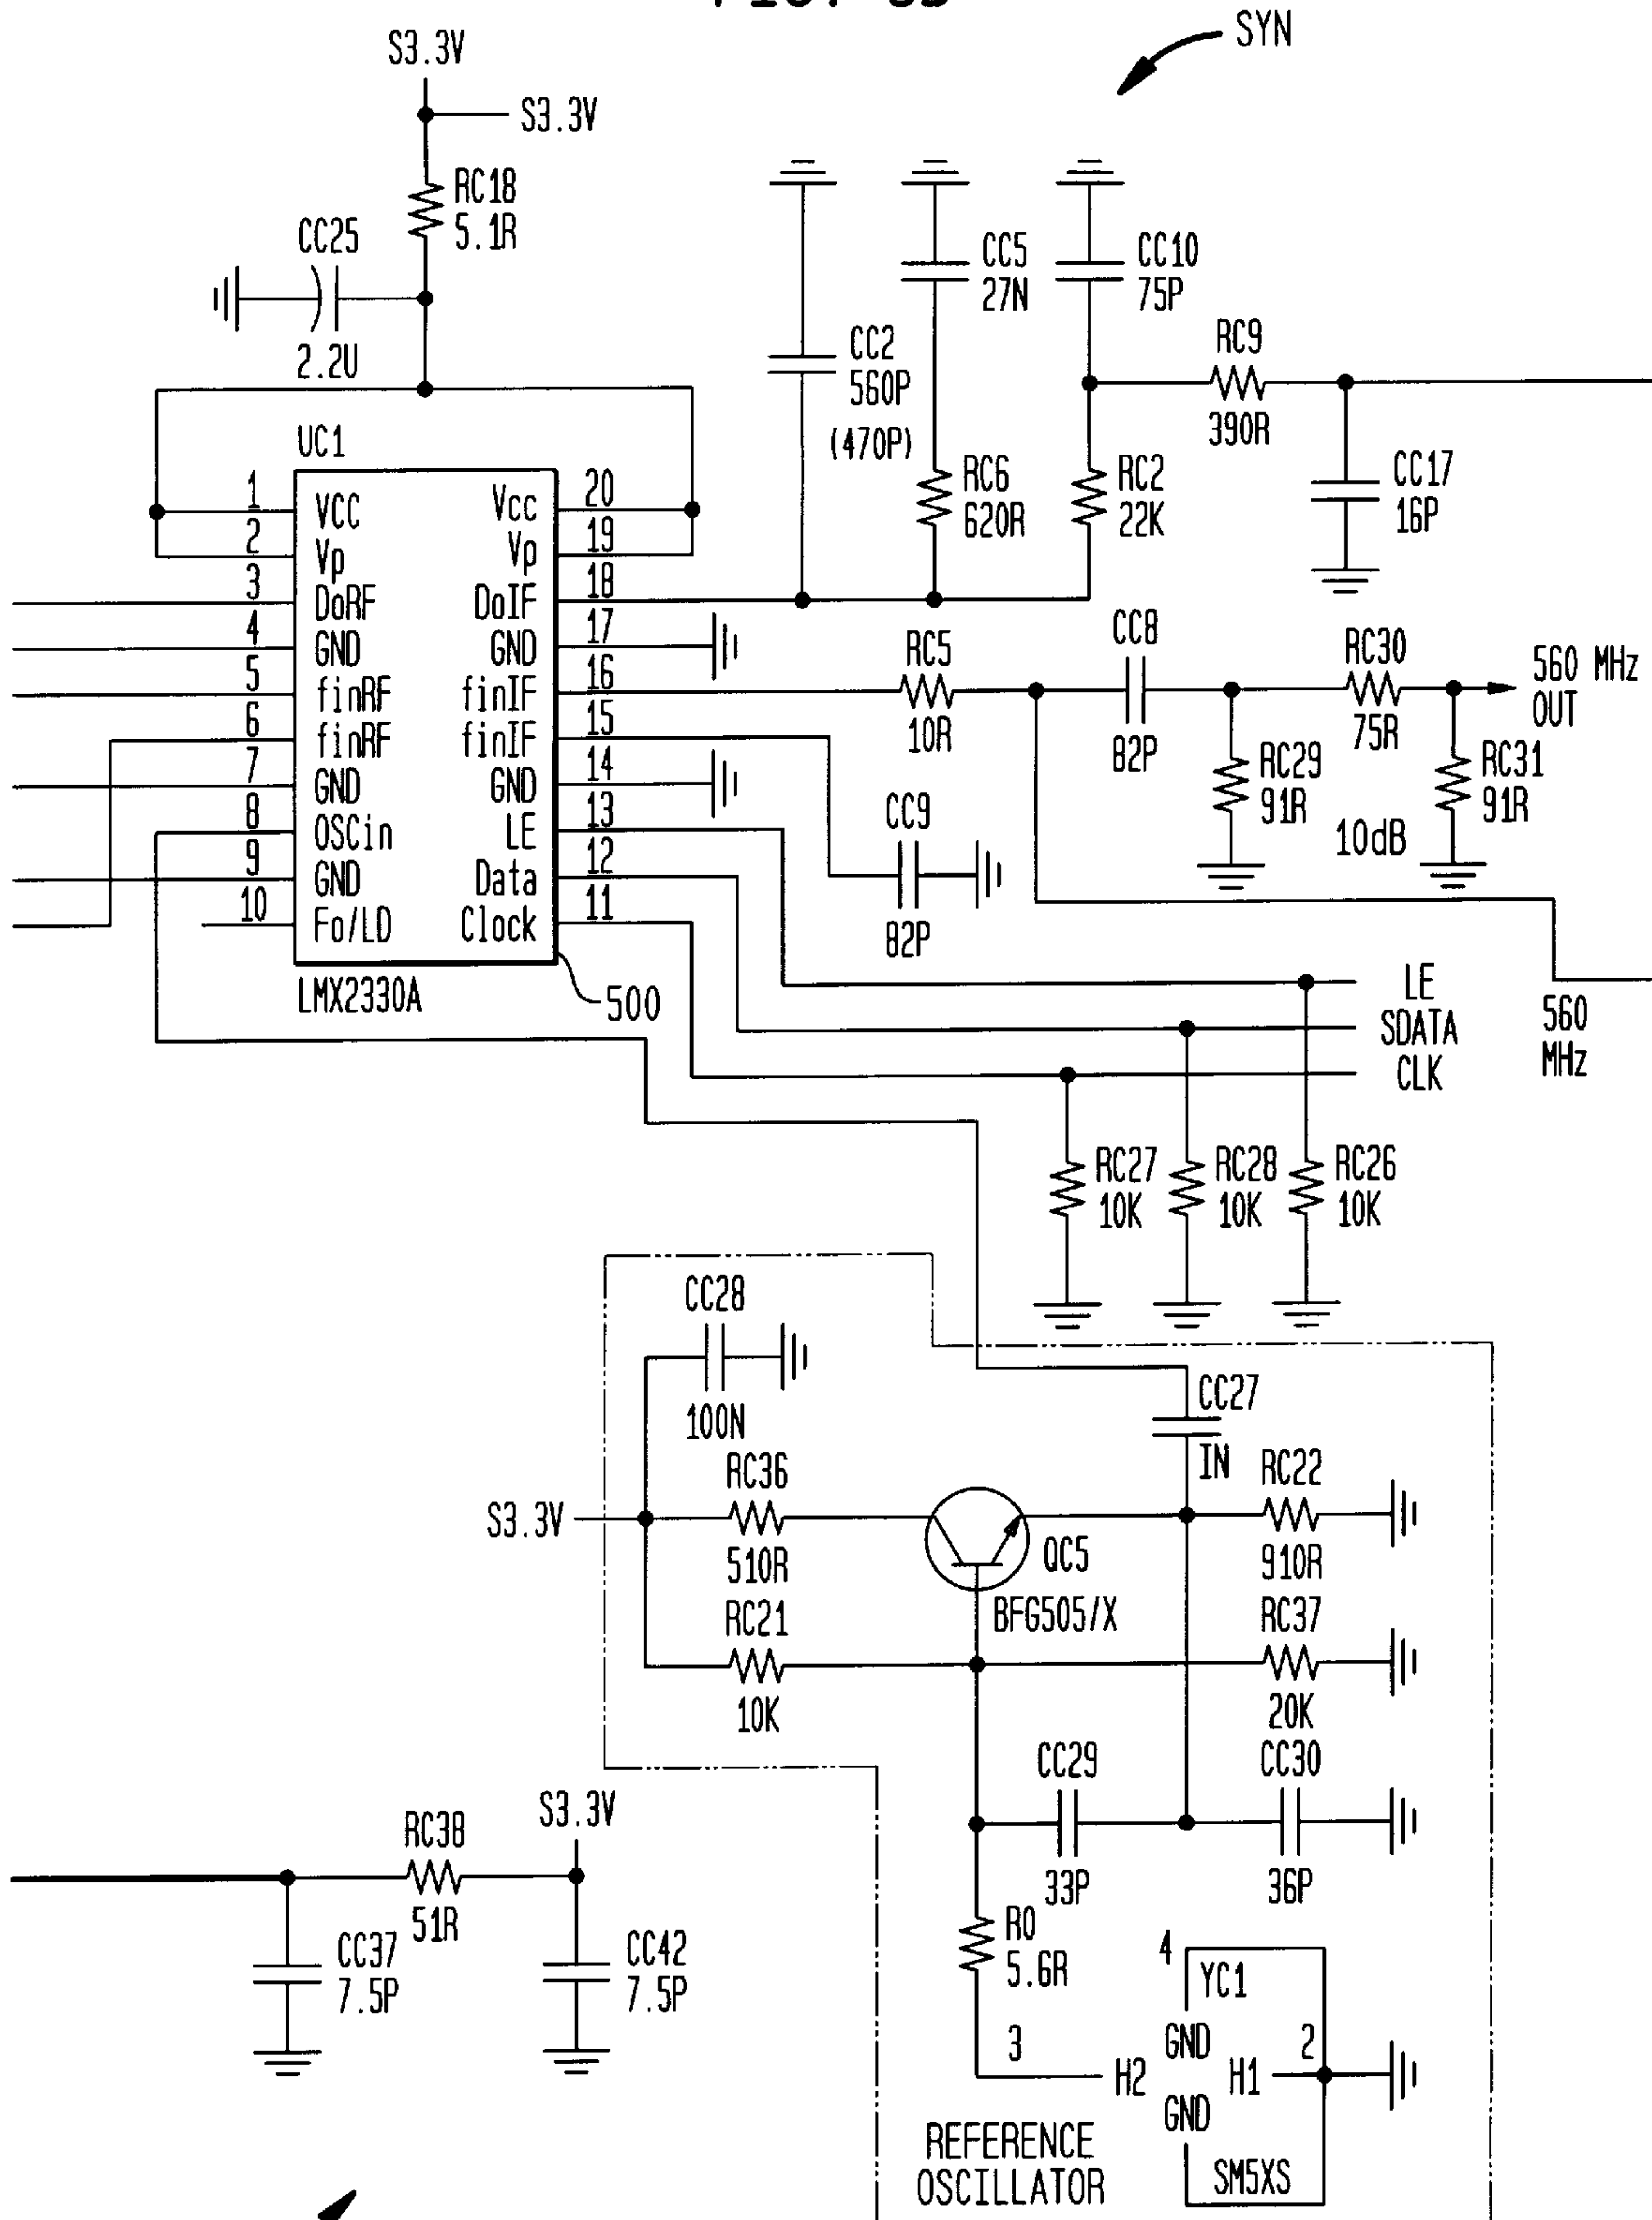 SYN
S3.3V
S3.3V
RC18
5.1R
CC25
2.2U
CC5
27N
CC10
75P
CC2
560P
(470P)
RC9
390R
RC6
620R
RC2
22K
CC17
16P
UC1
1 VCC Vcc 20
2 Vp Vp 19
3 DoRF DoIF 18
4 GND GND 17
5 finRF finIF 16
6 finRF finIF 15
7 GND GND 14
8 OSCin LE 13
9 GND Data 12
10 Fo/LD Clock 11
LMX2330A
500
RC5
10R
CC8
82P
RC30
75R
560 MHz
OUT
RC29
91R
RC31
91R
10dB
CC9
82P
LE
SDATA
CLK
560
MHz
RC27
10K
RC28
10K
RC26
10K
CC28
100N
CC27
IN
RC36
510R
RC22
910R
S3.3V
QC5
BFG505/X
RC21
10K
RC37
20K
CC29
33P
CC30
36P
RC38
51R
S3.3V
CC37
7.5P
CC42
7.5P
R0
5.6R
4
YC1
GND
3
H2
H1
2
GND
SM5XS
REFERENCE
OSCILLATOR